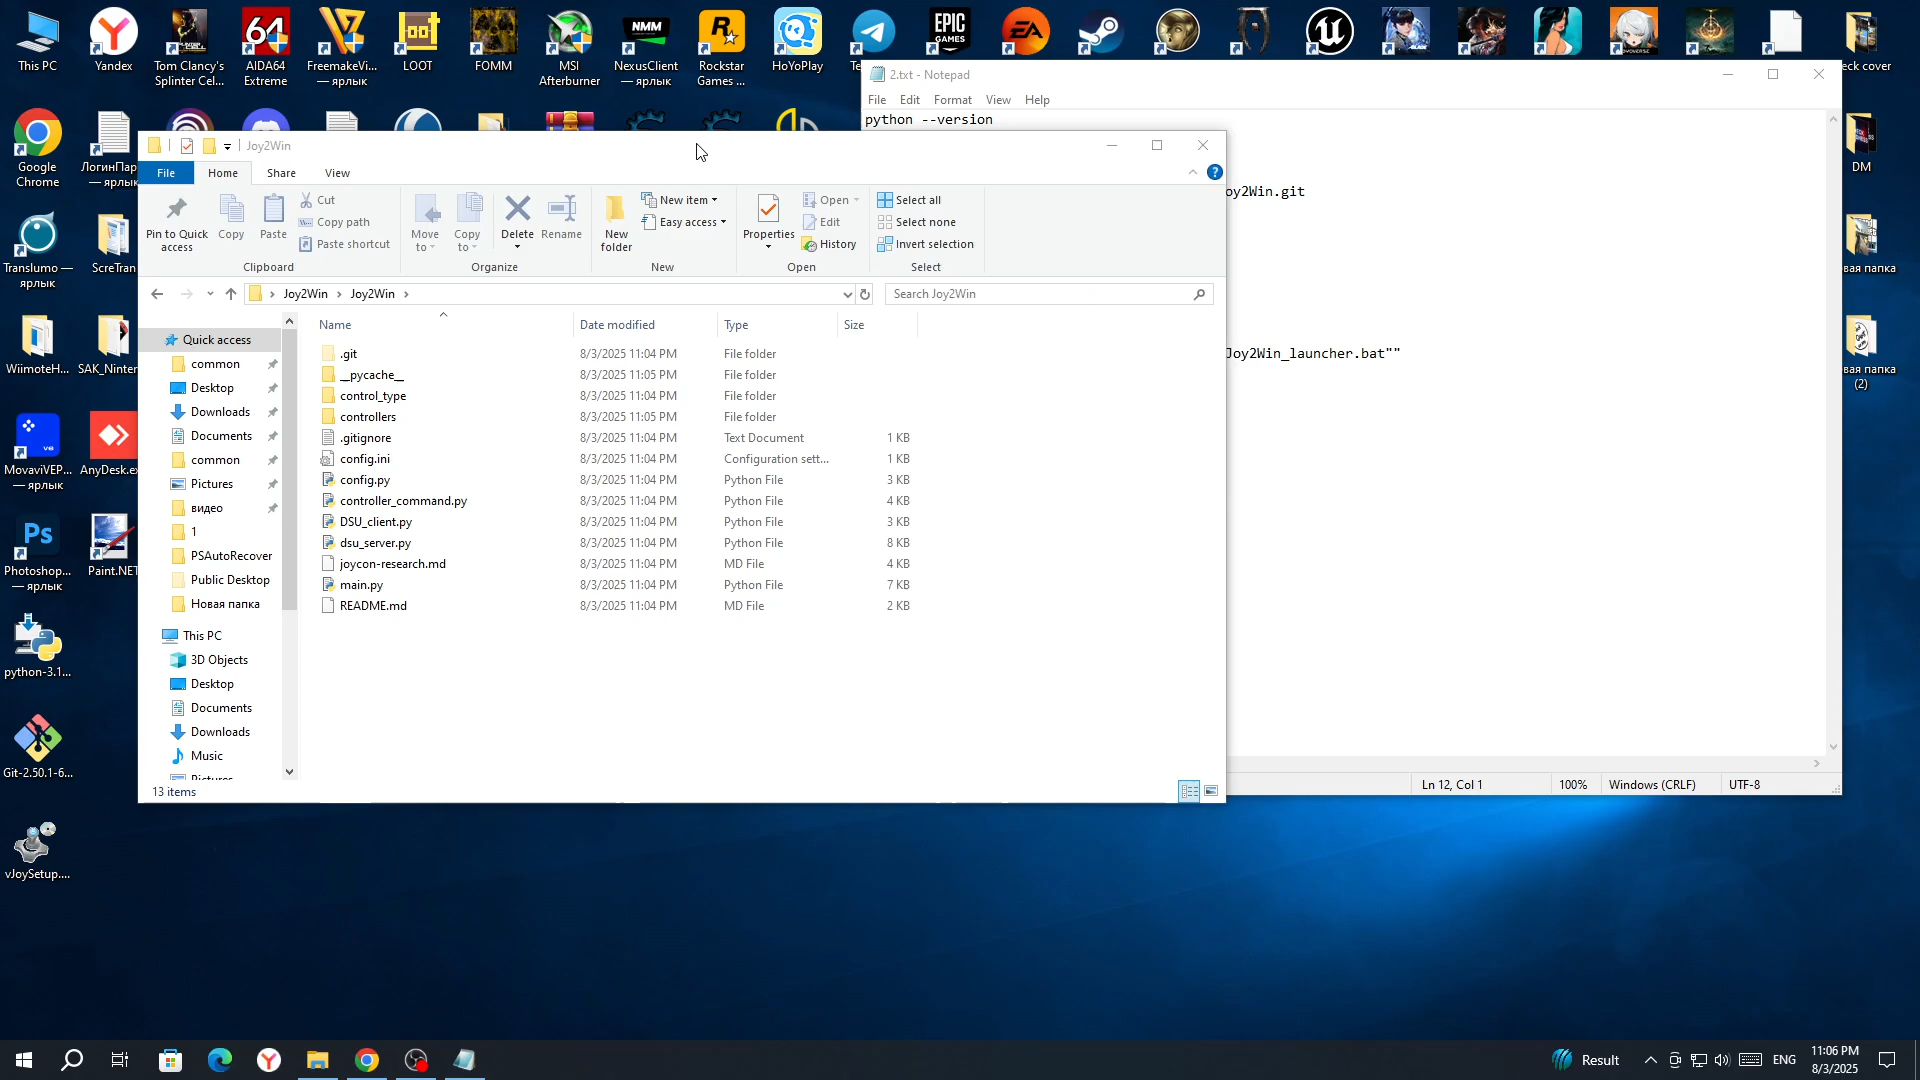 This PC
Yandex
Tom Clancy's
Splinter Cel...
AIDA64
Extreme
FreemakeVi...
— ярлык
LOOT
FOMM
MSI
Afterburner
NMM
NexusClient
— ярлык
Rockstar
Games ...
HoYoPlay
EPIC
GAMES
Google
Chrome
ЛогинПар
— ярлык
Translumo —
ярлык
ScreTran
WiimoteH...
SAK_Ninten
MovaviVEP...
— ярлык
AnyDesk.ex
Photoshop...
— ярлык
Paint.NET
python-3.1...
Git-2.50.1-6...
vJoySetup....
eck cover
DM
вая папка
вая папка
(2)
2.txt - Notepad
File Edit Format View Help
python --version
oy2Win.git
Joy2Win_launcher.bat""
Ln 12, Col 1 100% Windows (CRLF) UTF-8
Joy2Win
File Home Share View
Pin to Quick
access
Copy
Paste
Cut
Copy path
Paste shortcut
Clipboard
Move
to
Copy
to
Delete
Rename
Organize
New
folder
New item
Easy access
New
Properties
Open
Edit
History
Open
Select all
Select none
Invert selection
Select
Joy2Win › Joy2Win ›
Search Joy2Win
Quick access
common
Desktop
Downloads
Documents
common
Pictures
видео
1
PSAutoRecover
Public Desktop
Новая папка
This PC
3D Objects
Desktop
Documents
Downloads
Music
Pictures
Name Date modified Type Size
.git 8/3/2025 11:04 PM File folder
__pycache__ 8/3/2025 11:05 PM File folder
control_type 8/3/2025 11:04 PM File folder
controllers 8/3/2025 11:05 PM File folder
.gitignore 8/3/2025 11:04 PM Text Document 1 KB
config.ini 8/3/2025 11:04 PM Configuration sett... 1 KB
config.py 8/3/2025 11:04 PM Python File 3 KB
controller_command.py 8/3/2025 11:04 PM Python File 4 KB
DSU_client.py 8/3/2025 11:04 PM Python File 3 KB
dsu_server.py 8/3/2025 11:04 PM Python File 8 KB
joycon-research.md 8/3/2025 11:04 PM MD File 4 KB
main.py 8/3/2025 11:04 PM Python File 7 KB
README.md 8/3/2025 11:04 PM MD File 2 KB
13 items
Result
ENG
11:06 PM
8/3/2025